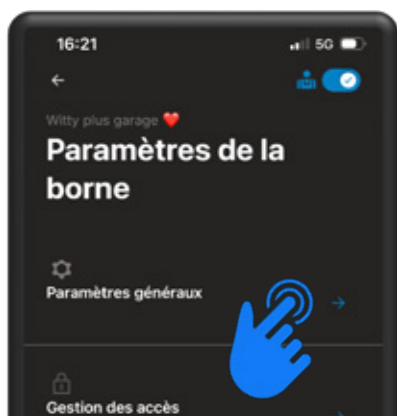 16:21
5G
Witty plus garage ❤️
Paramètres de la
borne
Paramètres généraux
Gestion des accès